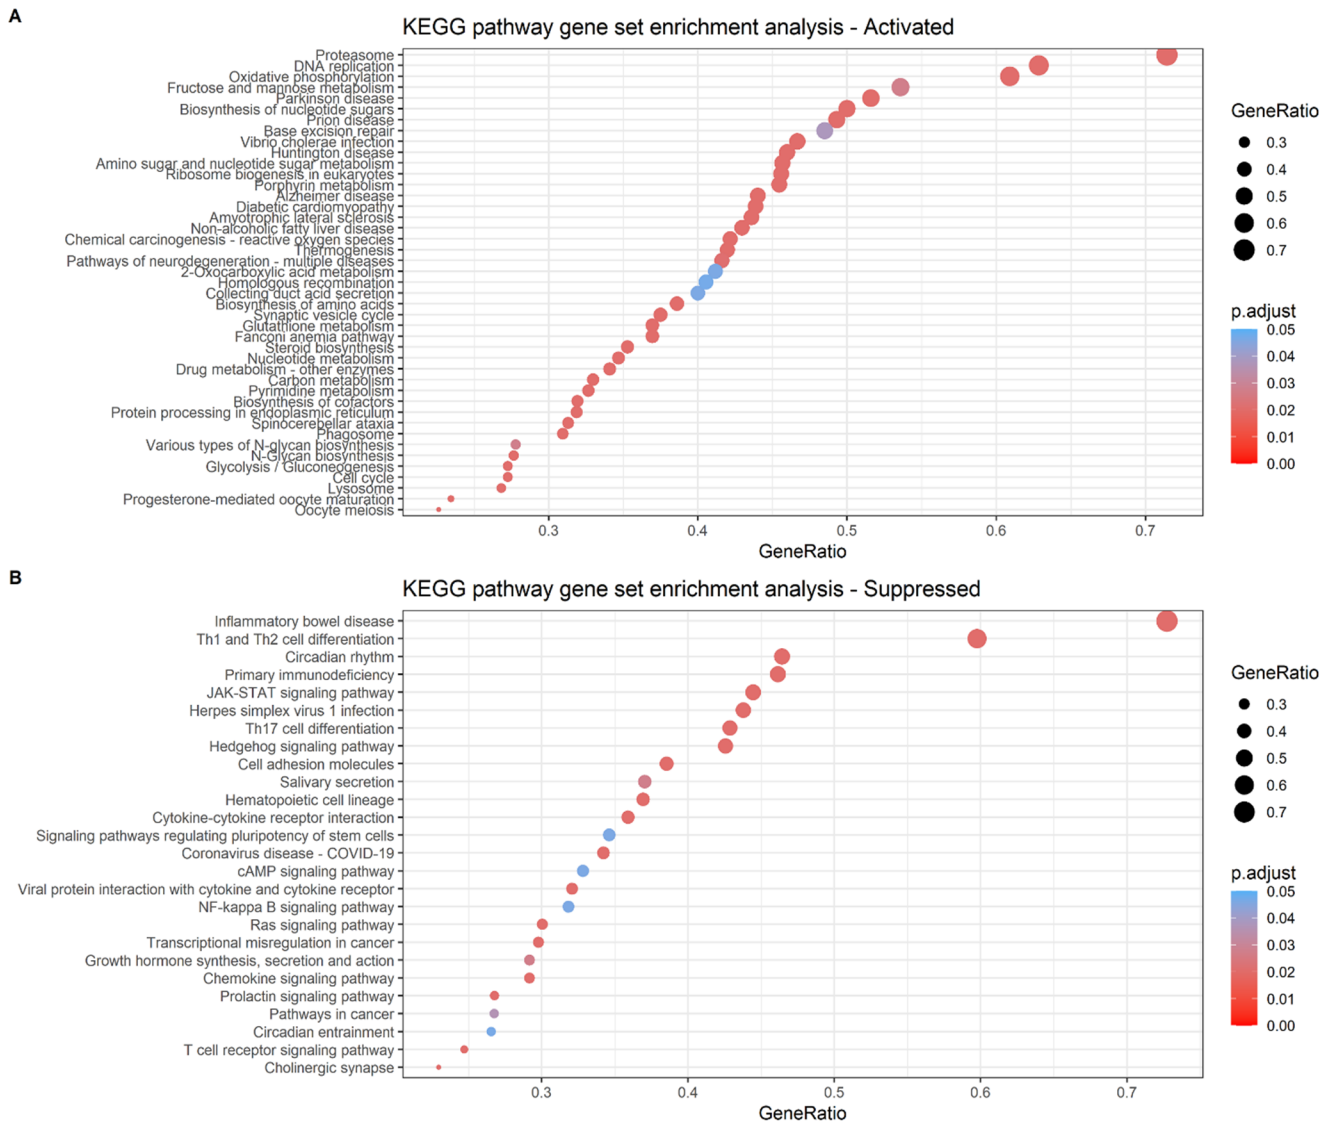 A
KEGG pathway gene set enrichment analysis - Activated
Proteasome
DNA replication
Oxidative phosphorylation
Fructose and mannose metabolism
Parkinson disease
Biosynthesis of nucleotide sugars
Prion disease
Base excision repair
Vibrio cholerae infection
Huntington disease
Amino sugar and nucleotide sugar metabolism
Ribosome biogenesis in eukaryotes
Porphyrin metabolism
Alzheimer disease
Diabetic cardiomyopathy
Amyotrophic lateral sclerosis
Non-alcoholic fatty liver disease
Chemical carcinogenesis - reactive oxygen species
Thermogenesis
Pathways of neurodegeneration - multiple diseases
2-Oxocarboxylic acid metabolism
Homologous recombination
Collecting duct acid secretion
Biosynthesis of amino acids
Synaptic vesicle cycle
Glutathione metabolism
Fanconi anemia pathway
Steroid biosynthesis
Nucleotide metabolism
Drug metabolism - other enzymes
Carbon metabolism
Pyrimidine metabolism
Biosynthesis of cofactors
Protein processing in endoplasmic reticulum
Spinocerebellar ataxia
Phagosome
Various types of N-glycan biosynthesis
N-Glycan biosynthesis
Glycolysis / Gluconeogenesis
Cell cycle
Lysosome
Progesterone-mediated oocyte maturation
Oocyte meiosis
0.3 0.4 0.5 0.6 0.7
GeneRatio
GeneRatio
0.3
0.4
0.5
0.6
0.7
p.adjust
0.05
0.04
0.03
0.02
0.01
0.00
B
KEGG pathway gene set enrichment analysis - Suppressed
Inflammatory bowel disease
Th1 and Th2 cell differentiation
Circadian rhythm
Primary immunodeficiency
JAK-STAT signaling pathway
Herpes simplex virus 1 infection
Th17 cell differentiation
Hedgehog signaling pathway
Cell adhesion molecules
Salivary secretion
Hematopoietic cell lineage
Cytokine-cytokine receptor interaction
Signaling pathways regulating pluripotency of stem cells
Coronavirus disease - COVID-19
cAMP signaling pathway
Viral protein interaction with cytokine and cytokine receptor
NF-kappa B signaling pathway
Ras signaling pathway
Transcriptional misregulation in cancer
Growth hormone synthesis, secretion and action
Chemokine signaling pathway
Prolactin signaling pathway
Pathways in cancer
Circadian entrainment
T cell receptor signaling pathway
Cholinergic synapse
0.3 0.4 0.5 0.6 0.7
GeneRatio
GeneRatio
0.3
0.4
0.5
0.6
0.7
p.adjust
0.05
0.04
0.03
0.02
0.01
0.00